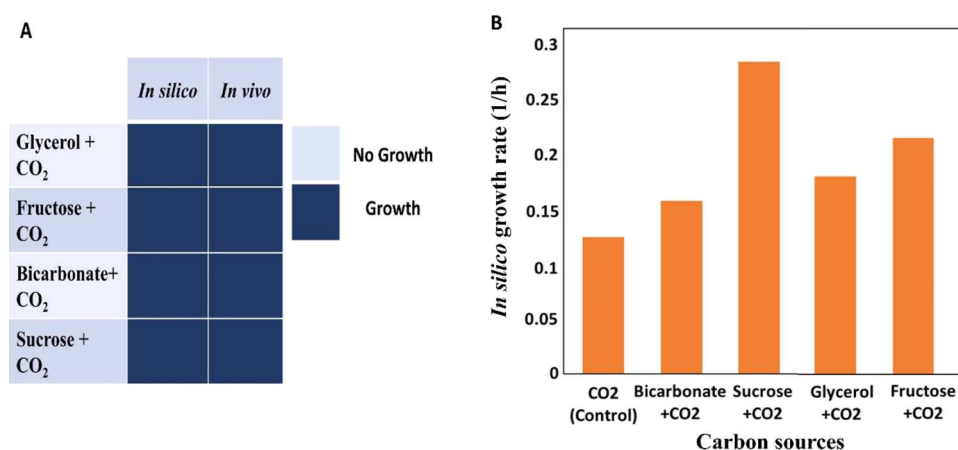 A
In silico
In vivo
Glycerol +
CO2
Fructose +
CO2
Bicarbonate+
CO2
Sucrose +
CO2
No Growth
Growth
B
In silico growth rate (1/h)
0.3
0.25
0.2
0.15
0.1
0.05
0
CO2
(Control)
Bicarbonate
+CO2
Sucrose
+CO2
Glycerol
+CO2
Fructose
+CO2
Carbon sources